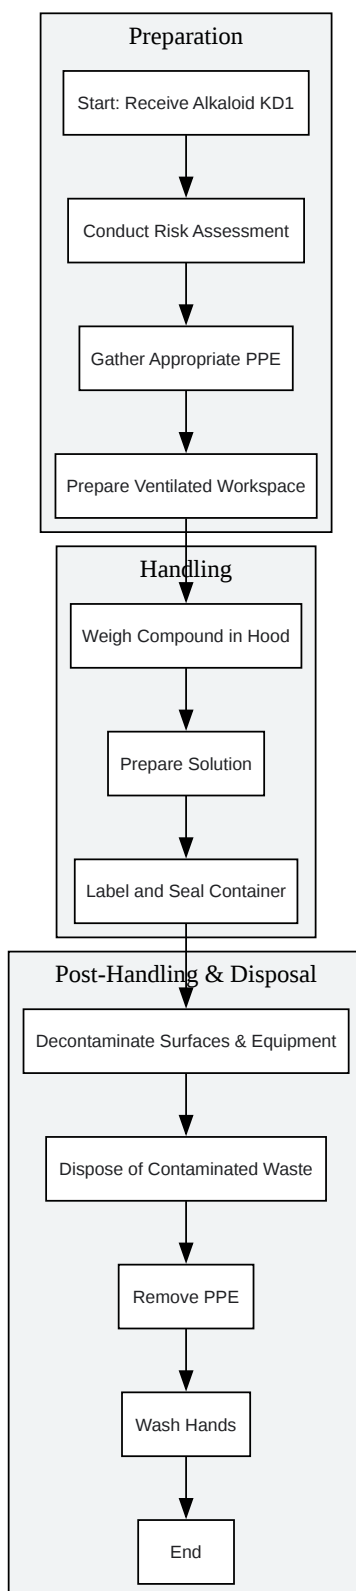 Preparation
Start: Receive Alkaloid KD1
Conduct Risk Assessment
Gather Appropriate PPE
Prepare Ventilated Workspace
Handling
Weigh Compound in Hood
Prepare Solution
Label and Seal Container
Post-Handling & Disposal
Decontaminate Surfaces & Equipment
Dispose of Contaminated Waste
Remove PPE
Wash Hands
End